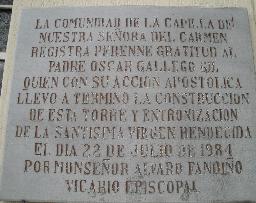 LA COMUNIDAD DE LA CAPILLA DE
NUESTRA SEÑORA DEL CARMEN
REGISTRA PERENNE GRATITUD AL
PADRE OSCAR GALLEGO
QUIEN CON SU ACCION APOSTOLICA
LLEVO A TERMINO LA CONSTRUCCION
DE ESTA TORRE Y ENTRONIZACION
DE LA SANTISIMA VIRGEN BENDECIDA
EL DIA 22 DE JULIO DE 1984
POR MONSEÑOR ALVARO FANDIÑO
VICARIO EPISCOPAL